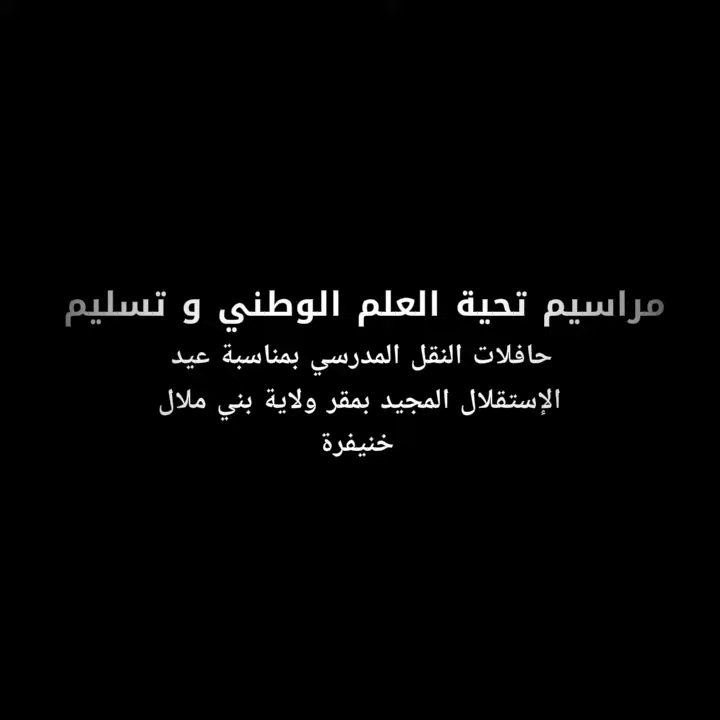 مراسيم تحية العلم الوطني و تسليم
حافلات النقل المدرسي بمناسبة عيد
الإستقلال المجيد بمقر ولاية بني ملال
خنيفرة